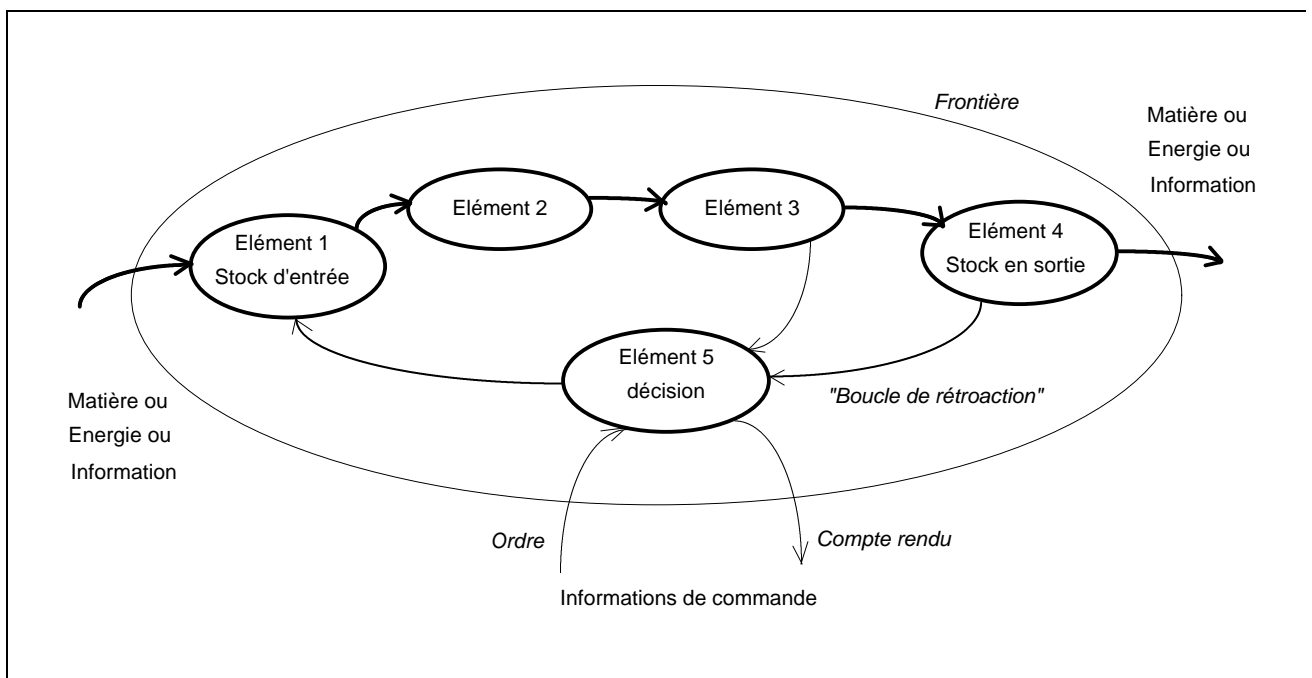 Frontière
Matière ou
Energie ou
Information
Elément 2
Elément 3
Elément 1
Stock d'entrée
Elément 4
Stock en sortie
Elément 5
décision
"Boucle de rétroaction"
Matière ou
Energie ou
Information
Ordre
Compte rendu
Informations de commande